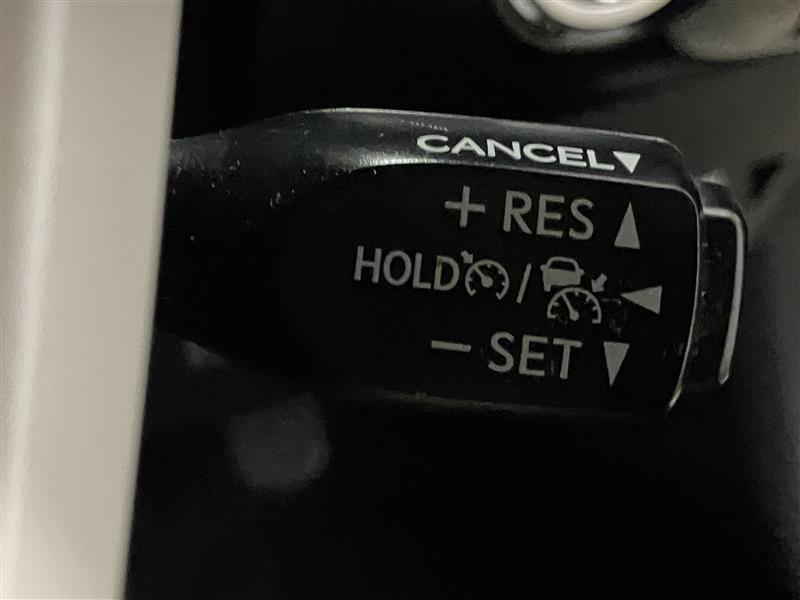 CANCEL▼
+ RES ▲
HOLD /  ◀
− SET ▼